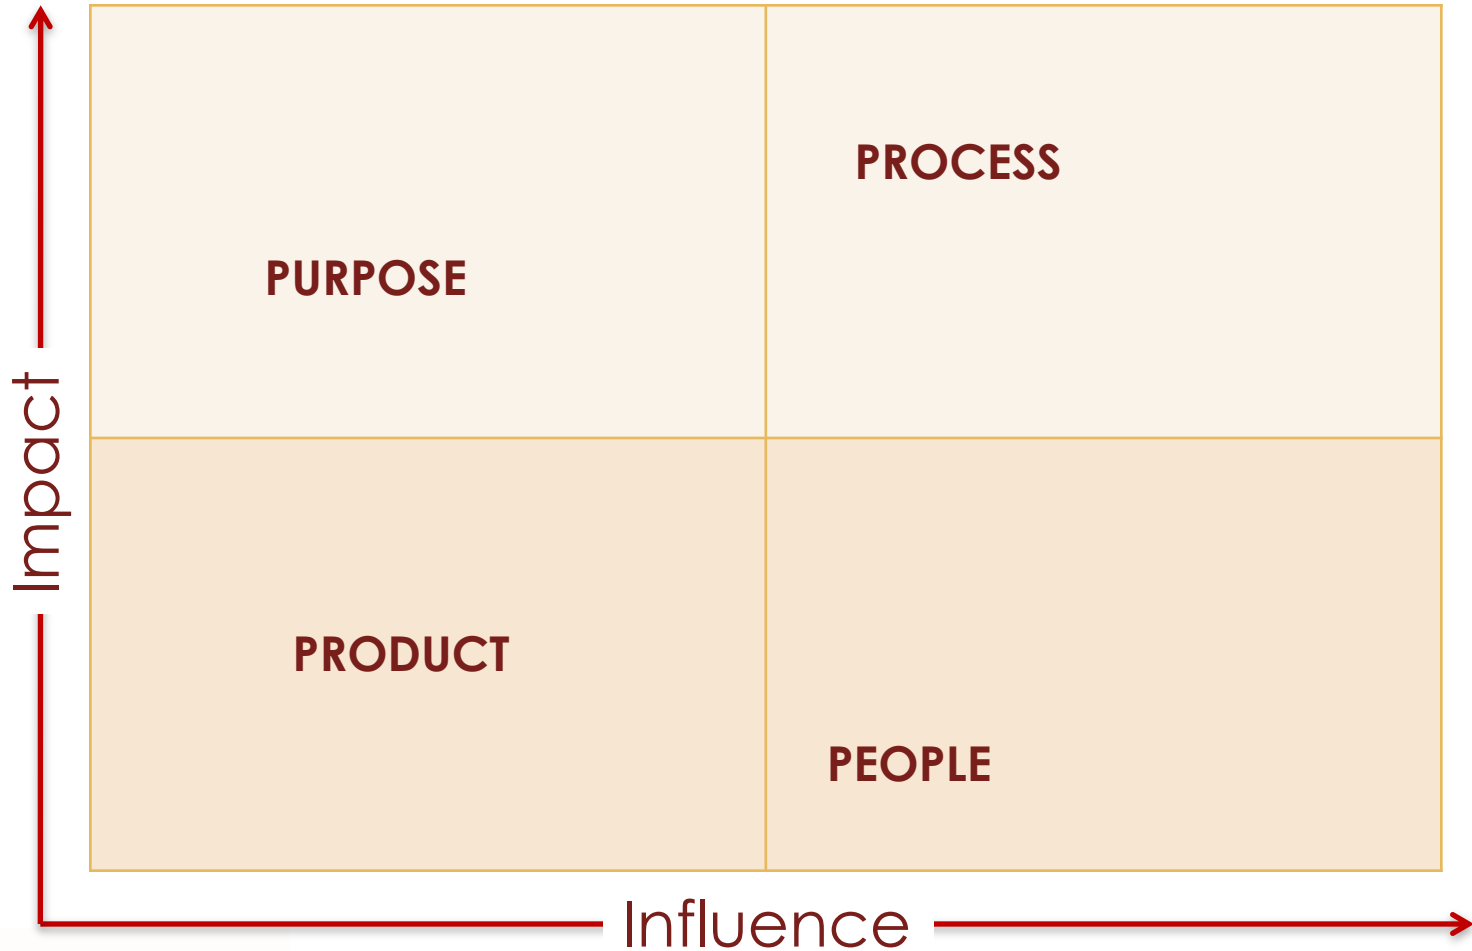 PROCESS
PURPOSE
Impact
PRODUCT
PEOPLE
Influence